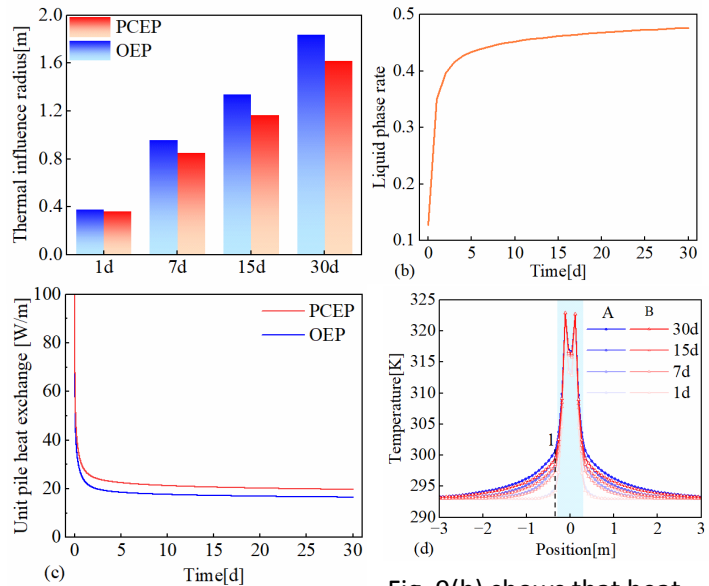 Thermal influence radius[m]
2.0
1.6
1.2
0.8
0.4
0.0
PCEP
OEP
1d 7d 15d 30d
Liquid phase rate
0.5
0.4
0.3
0.2
0.1
0 5 10 15 20 25 30
(b) Time[d]
Unit pile heat exchange [W/m]
100
80
60
40
20
0
PCEP
OEP
0 5 10 15 20 25 30
(c) Time[d]
Temperature[K]
325
320
315
310
305
300
295
290
A B
30d
15d
7d
1d
1
−3 −2 −1 0 1 2 3
(d) Position[m]